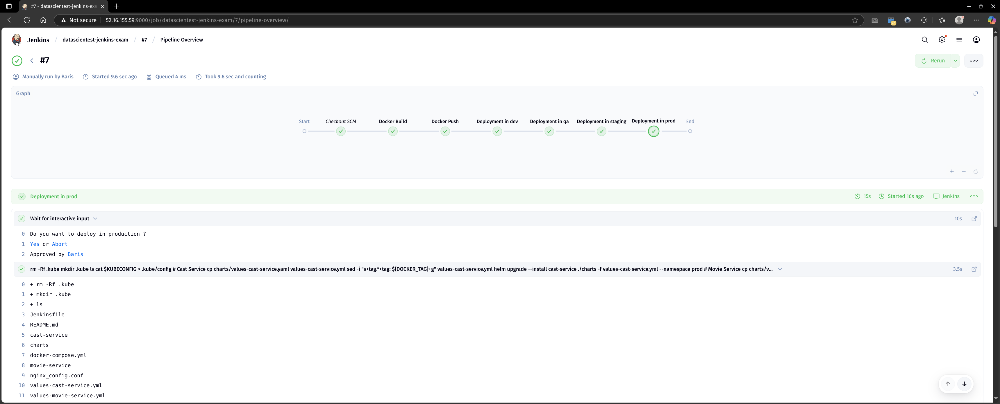 #7 - datascientest-jenkins-exa
Not secure 52.16.155.59:9000/job/datascientest-jenkins-exam/7/pipeline-overview/
Jenkins / datascientest-jenkins-exam / #7 / Pipeline Overview
#7
Rerun
Manually run by Baris Started 9.6 sec ago Queued 4 ms Took 9.6 sec and counting
Graph
Start Checkout SCM Docker Build Docker Push Deployment in dev Deployment in qa Deployment in staging Deployment in prod End
Deployment in prod 15s Started 16s ago Jenkins
Wait for interactive input 10s
0 Do you want to deploy in production ?
1 Yes or Abort
2 Approved by Baris
rm -Rf .kube mkdir .kube ls cat $KUBECONFIG > .kube/config # Cast Service cp charts/values-cast-service.yaml values-cast-service.yml sed -i "s+tag.*+tag: ${DOCKER_TAG}+g" values-cast-service.yml helm upgrade --install cast-service ./charts -f values-cast-service.yml --namespace prod # Movie Service cp charts/v... 3.5s
0 + rm -Rf .kube
1 + mkdir .kube
2 + ls
3 Jenkinsfile
4 README.md
5 cast-service
6 charts
7 docker-compose.yml
8 movie-service
9 nginx_config.conf
10 values-cast-service.yml
11 values-movie-service.yml